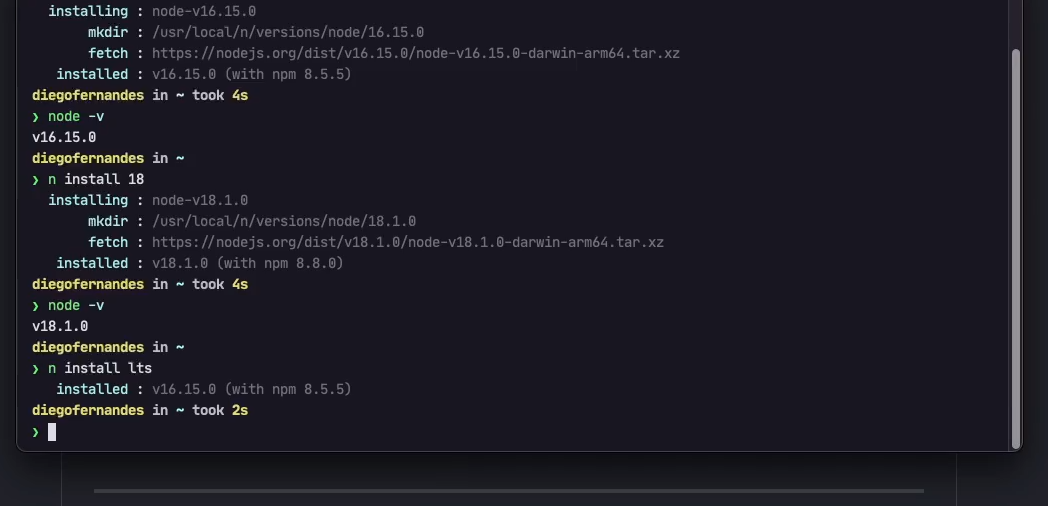 installing : node-v16.15.0
mkdir : /usr/local/n/versions/node/16.15.0
fetch : https://nodejs.org/dist/v16.15.0/node-v16.15.0-darwin-arm64.tar.xz
installed : v16.15.0 (with npm 8.5.5)
diegofernandes in ~ took 4s
❯ node -v
v16.15.0
diegofernandes in ~
❯ n install 18
installing : node-v18.1.0
mkdir : /usr/local/n/versions/node/18.1.0
fetch : https://nodejs.org/dist/v18.1.0/node-v18.1.0-darwin-arm64.tar.xz
installed : v18.1.0 (with npm 8.8.0)
diegofernandes in ~ took 4s
❯ node -v
v18.1.0
diegofernandes in ~
❯ n install lts
installed : v16.15.0 (with npm 8.5.5)
diegofernandes in ~ took 2s
❯